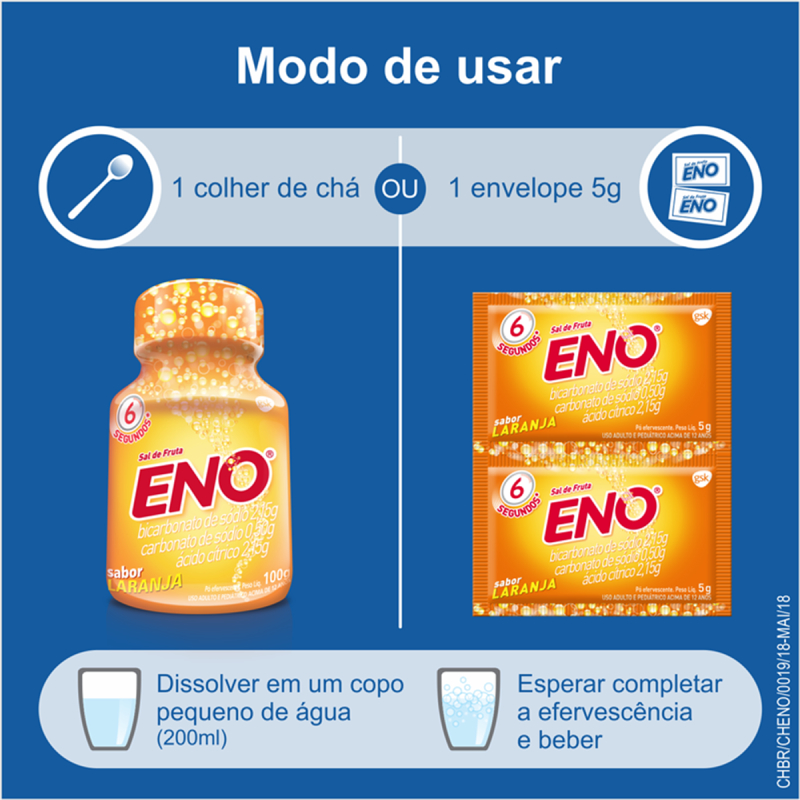 Modo de usar
1 colher de chá
OU
1 envelope 5g
Sal de Fruta
ENO
Sal de Fruta
ENO
6
SEGUNDOS*
Sal de Fruta
ENO®
bicarbonato de sódio 2,15g
carbonato de sódio 0,50g
ácido cítrico 2,15g
sabor
LARANJA
Pó efervescente, Peso Líq. 100g
6
SEGUNDOS*
Sal de Fruta
gsk
ENO®
bicarbonato de sódio 2,15g
carbonato de sódio 0,50g
ácido cítrico 2,15g
sabor
LARANJA
Pó efervescente, Peso Líq. 5g
USO ADULTO E PEDIÁTRICO ACIMA DE 12 ANOS
6
SEGUNDOS*
Sal de Fruta
gsk
ENO®
bicarbonato de sódio 2,15g
carbonato de sódio 0,50g
ácido cítrico 2,15g
sabor
LARANJA
Pó efervescente, Peso Líq. 5g
USO ADULTO E PEDIÁTRICO ACIMA DE 12 ANOS
Dissolver em um copo
pequeno de água
(200ml)
Esperar completar
a efervescência
e beber
CHBR/CHENO/0019/18-MAI/18